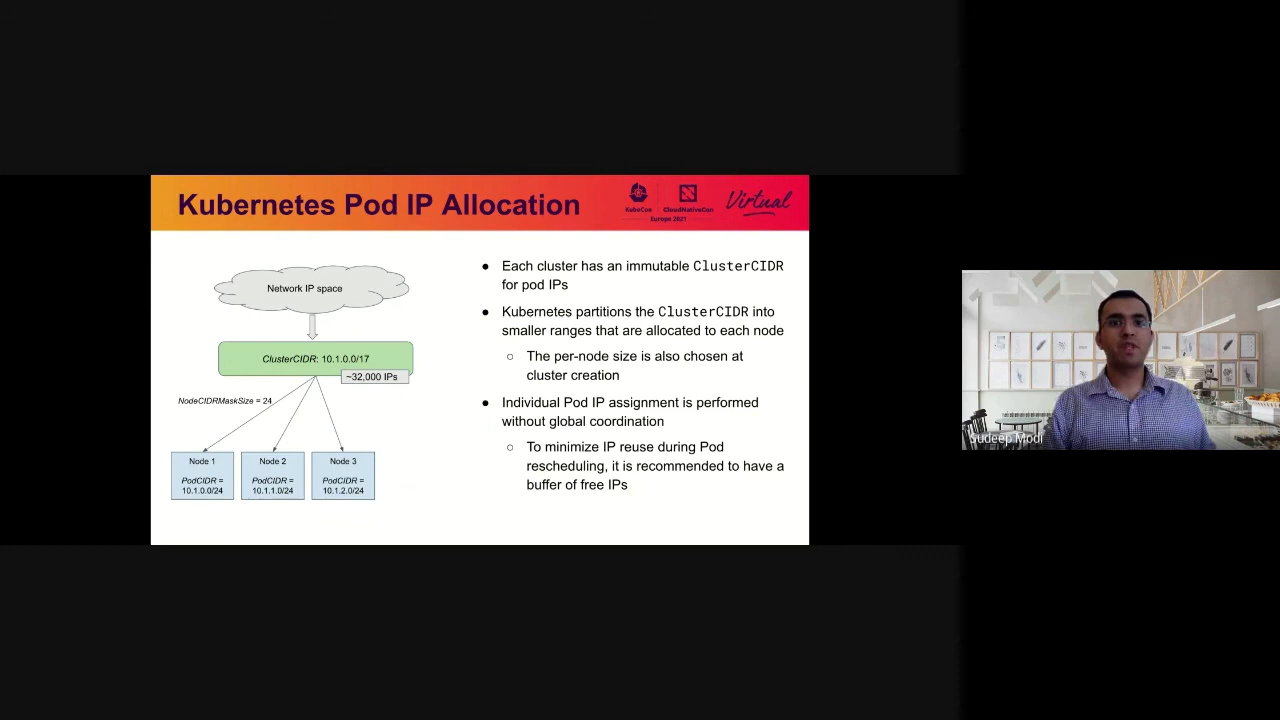 Kubernetes Pod IP Allocation
KubeCon
CloudNativeCon
Europe 2021
Virtual
Network IP space
ClusterCIDR: 10.1.0.0/17
~32,000 IPs
NodeCIDRMaskSize = 24
Node 1
PodCIDR =
10.1.0.0/24
Node 2
PodCIDR =
10.1.1.0/24
Node 3
PodCIDR =
10.1.2.0/24
● Each cluster has an immutable ClusterCIDR
for pod IPs
● Kubernetes partitions the ClusterCIDR into
smaller ranges that are allocated to each node
○ The per-node size is also chosen at
cluster creation
● Individual Pod IP assignment is performed
without global coordination
○ To minimize IP reuse during Pod
rescheduling, it is recommended to have a
buffer of free IPs
Sudeep Modi